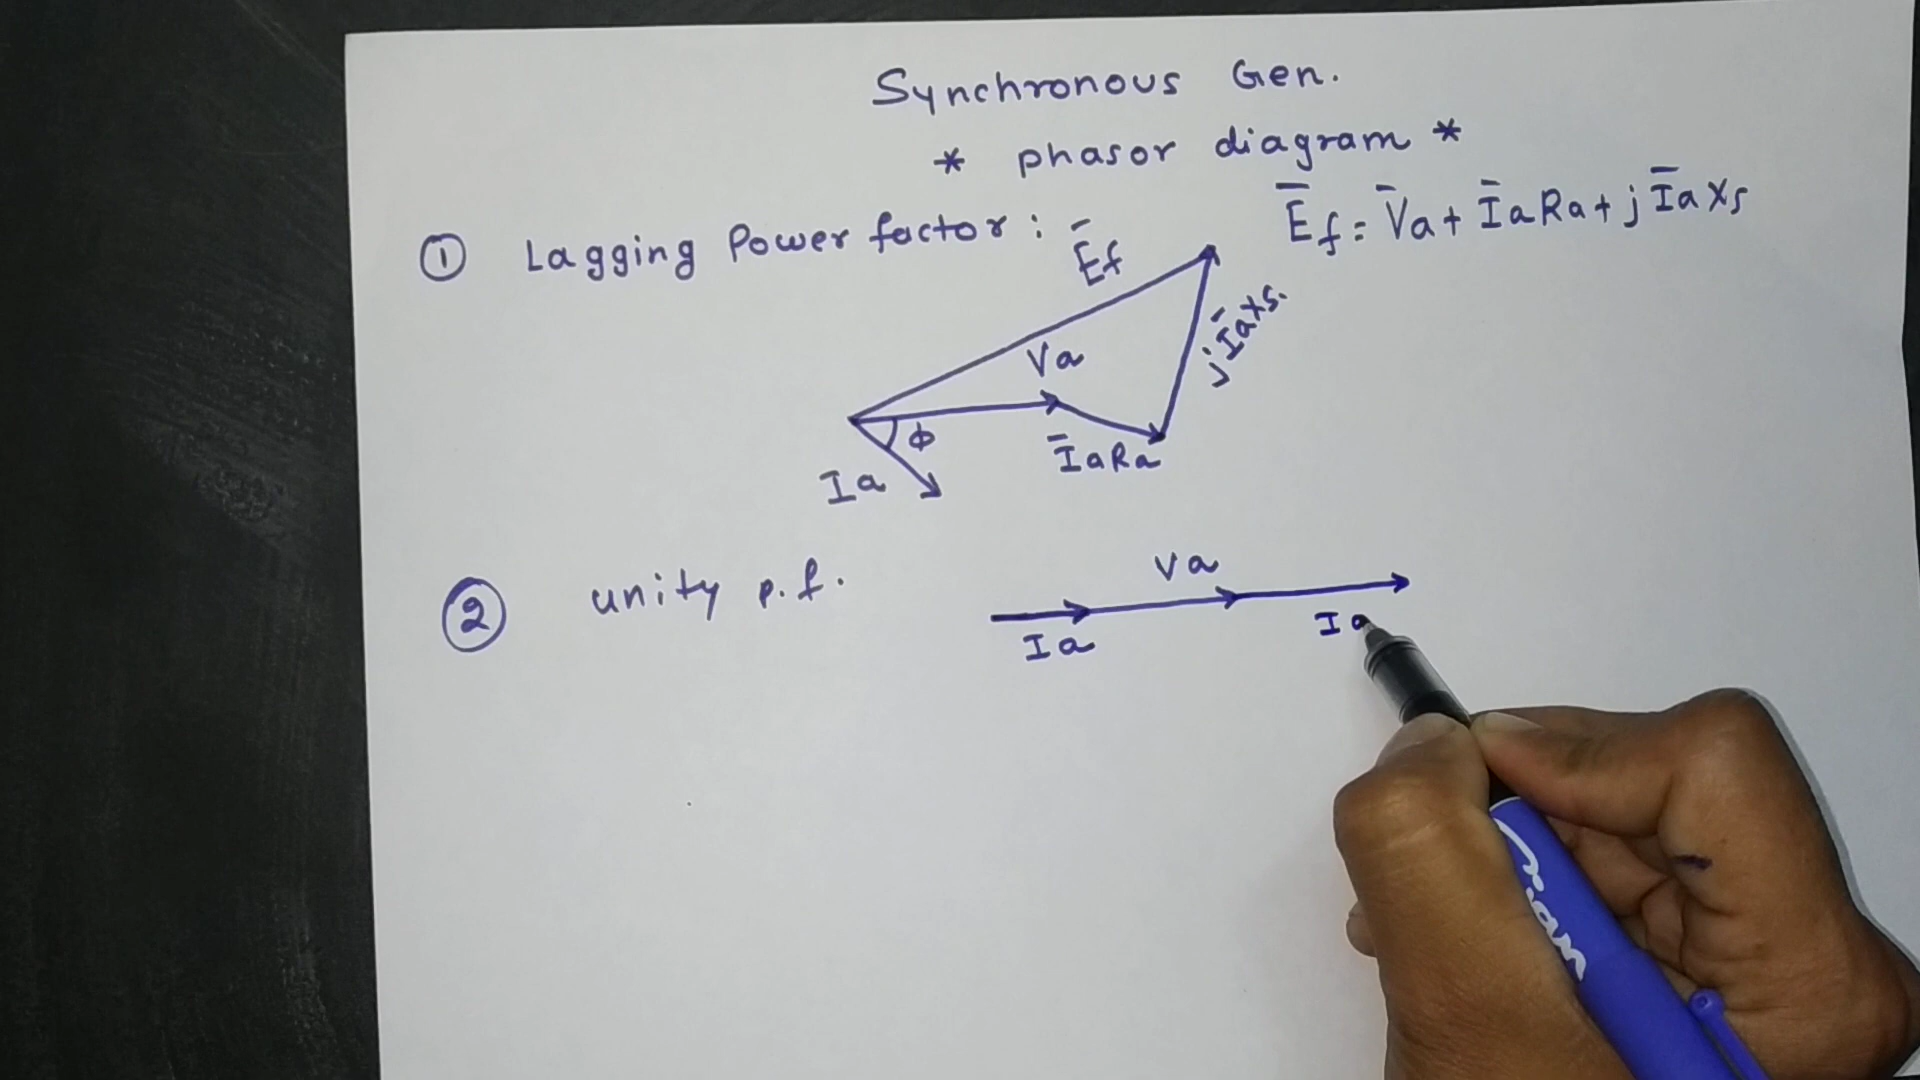 Synchronous Gen.
* phasor diagram *
① Lagging Power factor :
Ēf = V̄a + ĪaRa + jĪaXs
Ēf
Va
jĪaXs.
ϕ
ĪaRa
Ia
② unity p.f.
Va
Ia
Ia